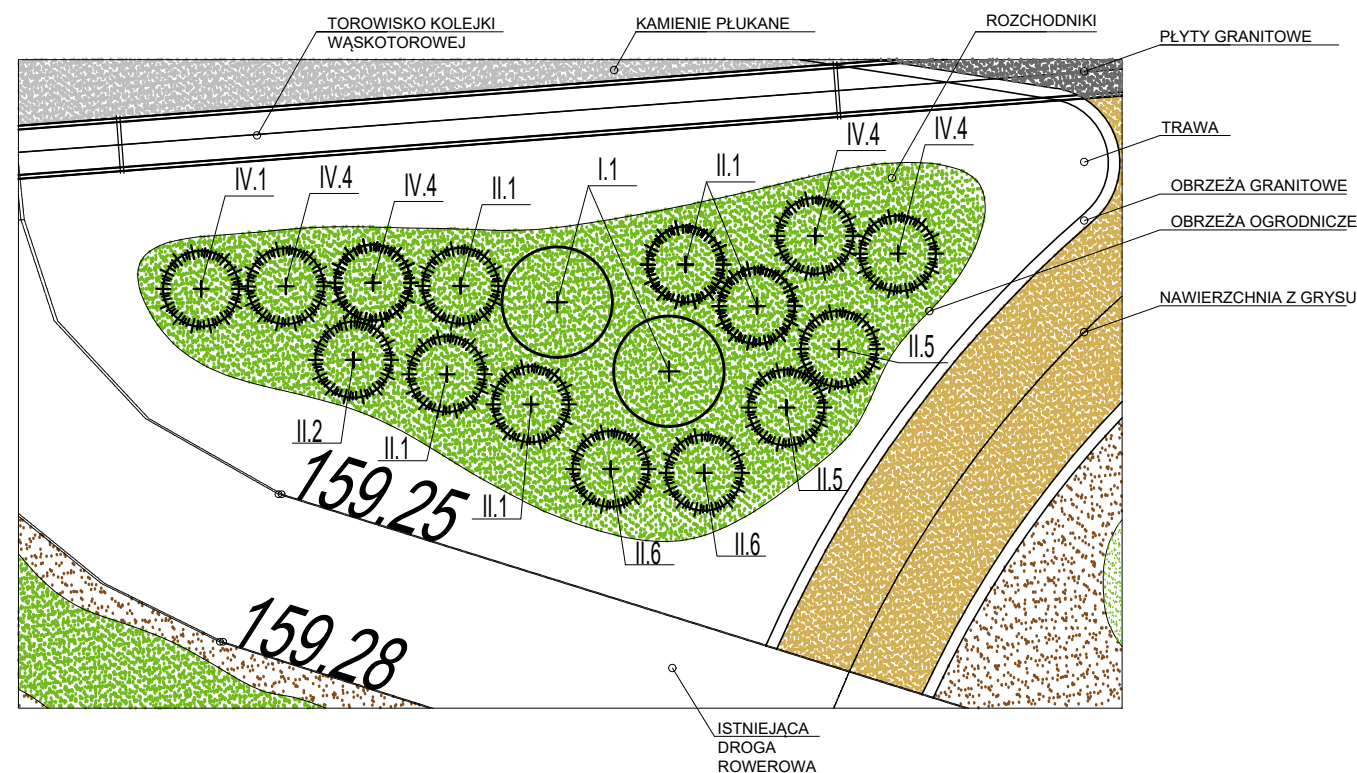 TOROWISKO KOLEJKI
WĄSKOTOROWEJ
KAMIENIE PŁUKANE
ROZCHODNIKI
PŁYTY GRANITOWE
TRAWA
OBRZEŻA GRANITOWE
OBRZEŻA OGRODNICZE
NAWIERZCHNIA Z GRYSU
IV.1
IV.4
IV.4
II.1
I.1
II.1
IV.4
IV.4
II.5
II.5
II.2
II.1
II.1
II.6
II.6
159.25
159.28
ISTNIEJĄCA
DROGA
ROWEROWA